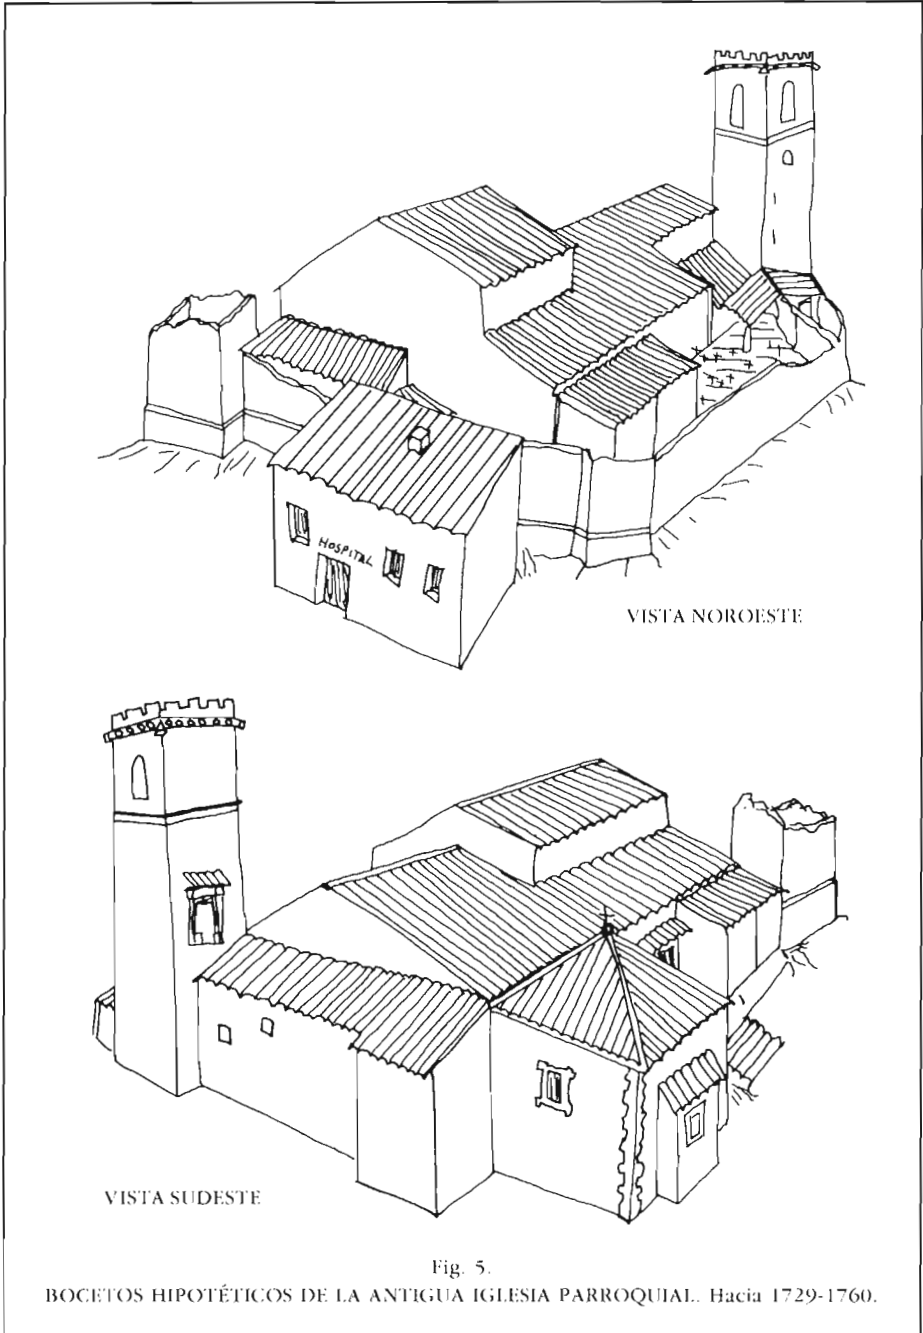 HOSPITAL
VISTA NOROESTE
VISTA SUDESTE
Fig. 5.
BOCETOS HIPOTÉTICOS DE LA ANTIGUA IGLESIA PARROQUIAL. Hacia 1729-1760.